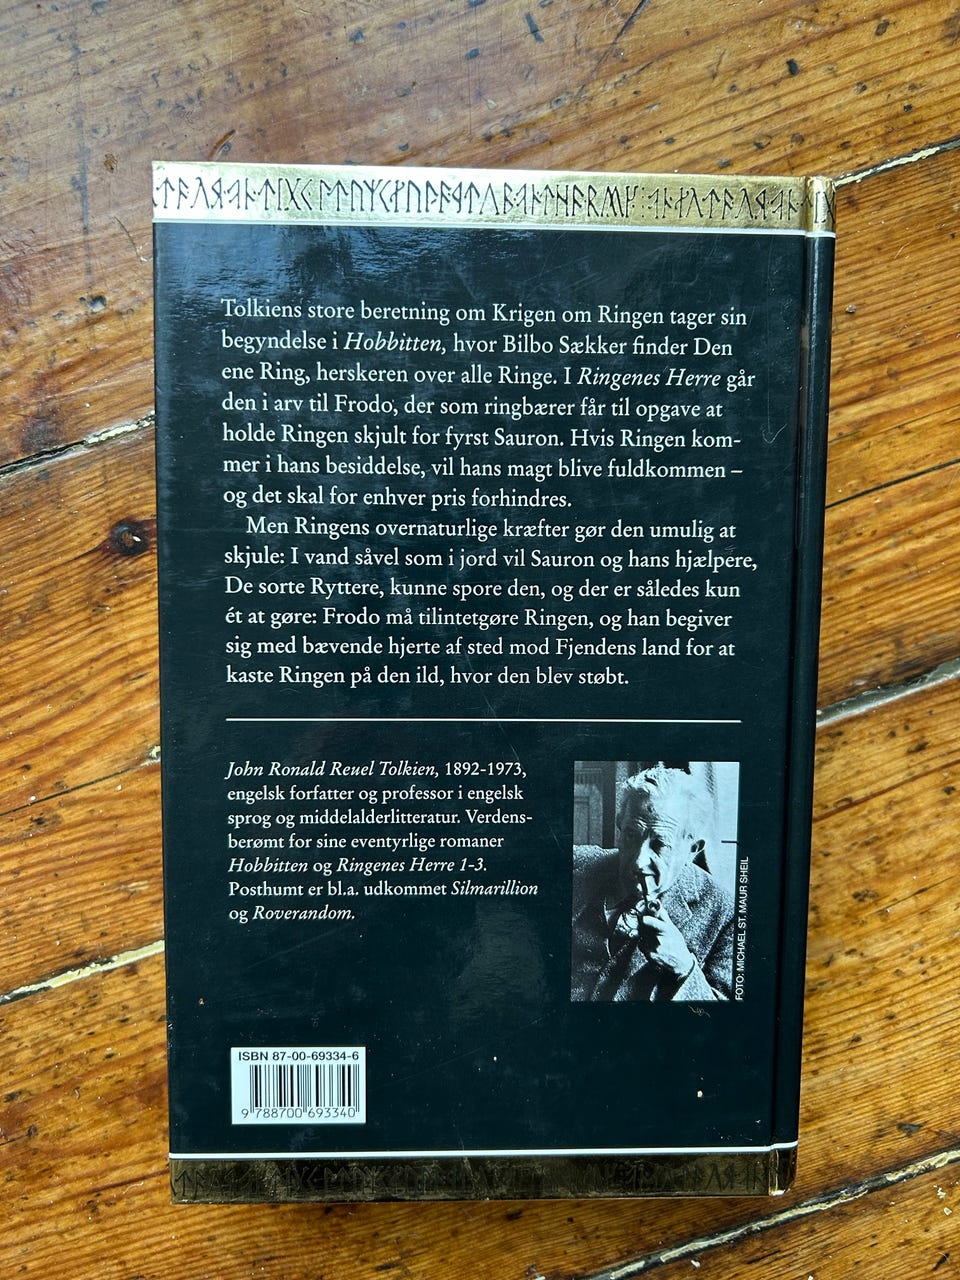 Tolkiens store beretning om Krigen om Ringen tager sin
begyndelse i Hobbitten, hvor Bilbo Sækker finder Den
ene Ring, herskeren over alle Ringe. I Ringenes Herre går
den i arv til Frodo, der som ringbærer får til opgave at
holde Ringen skjult for fyrst Sauron. Hvis Ringen kom-
mer i hans besiddelse, vil hans magt blive fuldkommen –
og det skal for enhver pris forhindres.
Men Ringens overnaturlige kræfter gør den umulig at
skjule: I vand såvel som i jord vil Sauron og hans hjælpere,
De sorte Ryttere, kunne spore den, og der er således kun
ét at gøre: Frodo må tilintetgøre Ringen, og han begiver
sig med bævende hjerte af sted mod Fjendens land for at
kaste Ringen på den ild, hvor den blev støbt.
John Ronald Reuel Tolkien, 1892-1973,
engelsk forfatter og professor i engelsk
sprog og middelalderlitteratur. Verdens-
berømt for sine eventyrlige romaner
Hobbitten og Ringenes Herre 1-3.
Posthumt er bl.a. udkommet Silmarillion
og Roverandom.
FOTO: MICHAEL ST. MAUR SHEIL
ISBN 87-00-69334-6
9 788700 693340